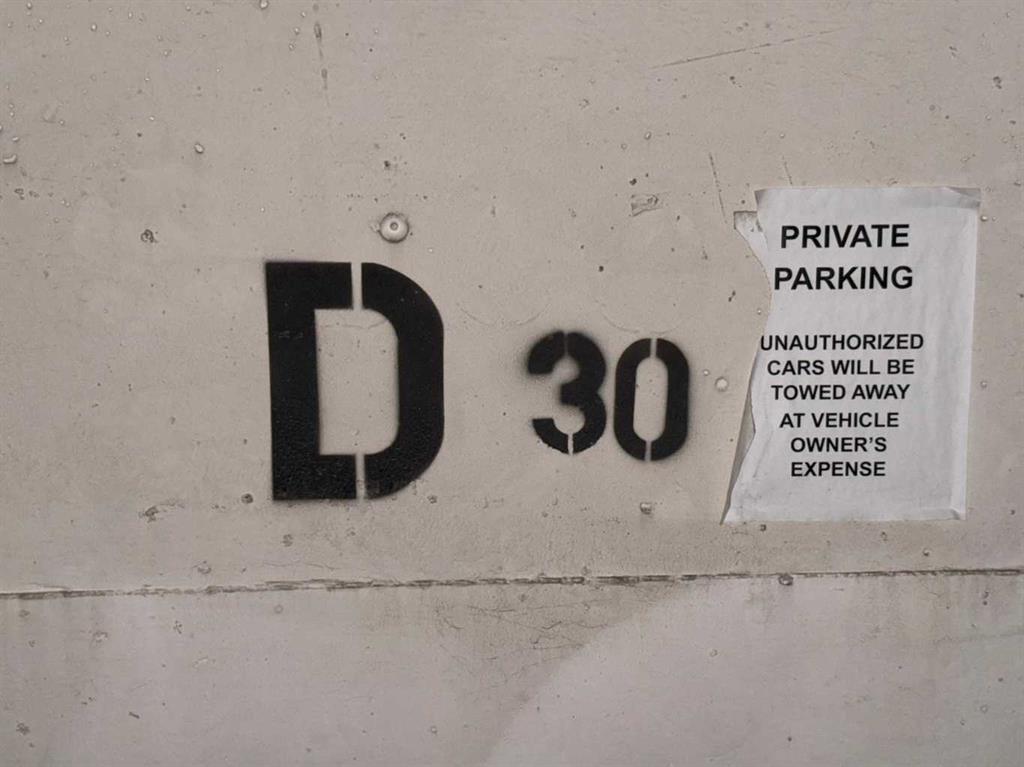 D 30
PRIVATE
PARKING
UNAUTHORIZED
CARS WILL BE
TOWED AWAY
AT VEHICLE
OWNER'S
EXPENSE